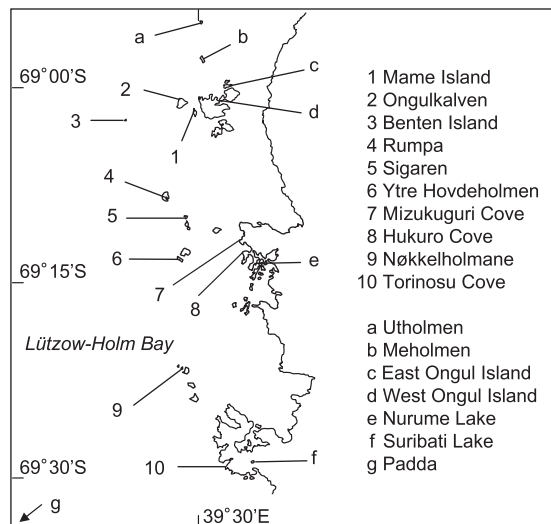 a
b
69°00'S
c
2
d
3
1
4
5
6
e
7
8
69°15'S
Lützow-Holm Bay
9
10
f
69°30'S
g
39°30'E
1 Mame Island
2 Ongulkalven
3 Benten Island
4 Rumpa
5 Sigaren
6 Ytre Hovdeholmen
7 Mizukuguri Cove
8 Hukuro Cove
9 Nøkkelholmane
10 Torinosu Cove
a Utholmen
b Meholmen
c East Ongul Island
d West Ongul Island
e Nurume Lake
f Suribati Lake
g Padda